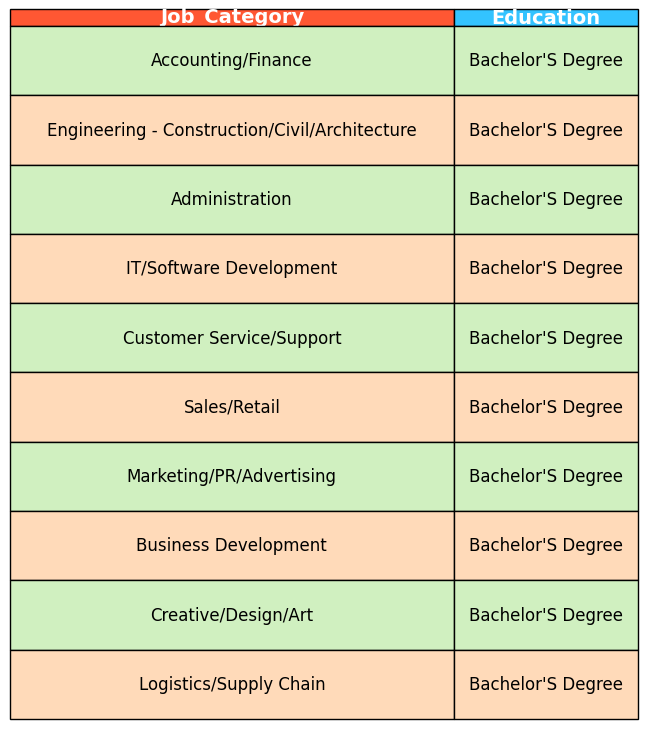 Job Category Education
Accounting/Finance Bachelor'S Degree
Engineering - Construction/Civil/Architecture Bachelor'S Degree
Administration Bachelor'S Degree
IT/Software Development Bachelor'S Degree
Customer Service/Support Bachelor'S Degree
Sales/Retail Bachelor'S Degree
Marketing/PR/Advertising Bachelor'S Degree
Business Development Bachelor'S Degree
Creative/Design/Art Bachelor'S Degree
Logistics/Supply Chain Bachelor'S Degree